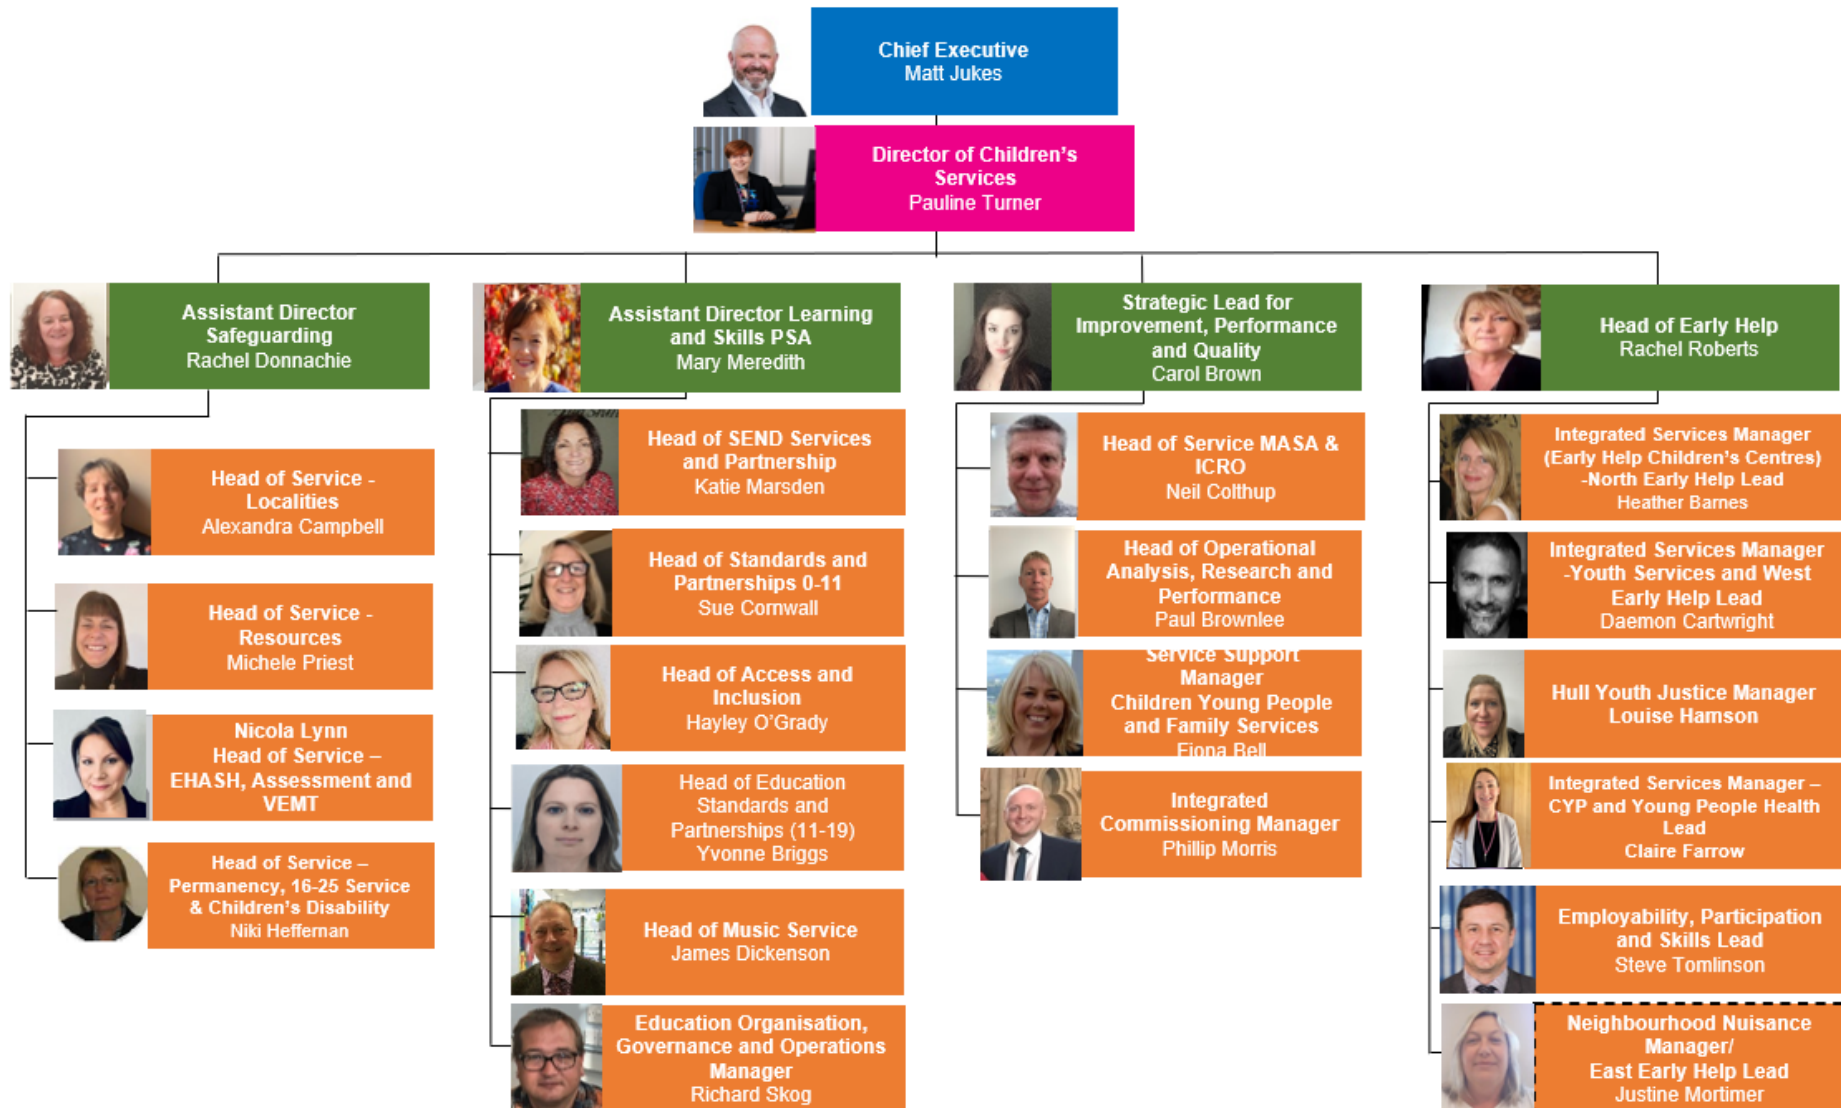 Chief Executive
Matt Jukes
Director of Children's
Services
Pauline Turner
Assistant Director
Safeguarding
Rachel Donnachie
Head of Service -
Localities
Alexandra Campbell
Head of Service -
Resources
Michele Priest
Nicola Lynn
Head of Service –
EHASH, Assessment and
VEMT
Head of Service –
Permanency, 16-25 Service
& Children's Disability
Niki Heffernan
Assistant Director Learning
and Skills PSA
Mary Meredith
Head of SEND Services
and Partnership
Katie Marsden
Head of Standards and
Partnerships 0-11
Sue Cornwall
Head of Access and
Inclusion
Hayley O'Grady
Head of Education
Standards and
Partnerships (11-19)
Yvonne Briggs
Head of Music Service
James Dickenson
Education Organisation,
Governance and Operations
Manager
Richard Skog
Strategic Lead for
Improvement, Performance
and Quality
Carol Brown
Head of Service MASA &
ICRO
Neil Colthup
Head of Operational
Analysis, Research and
Performance
Paul Brownlee
Service Support
Manager
Children Young People
and Family Services
Fiona Bell
Integrated
Commissioning Manager
Phillip Morris
Head of Early Help
Rachel Roberts
Integrated Services Manager
(Early Help Children's Centres)
-North Early Help Lead
Heather Barnes
Integrated Services Manager
-Youth Services and West
Early Help Lead
Daemon Cartwright
Hull Youth Justice Manager
Louise Hamson
Integrated Services Manager –
CYP and Young People Health
Lead
Claire Farrow
Employability, Participation
and Skills Lead
Steve Tomlinson
Neighbourhood Nuisance
Manager/
East Early Help Lead
Justine Mortimer